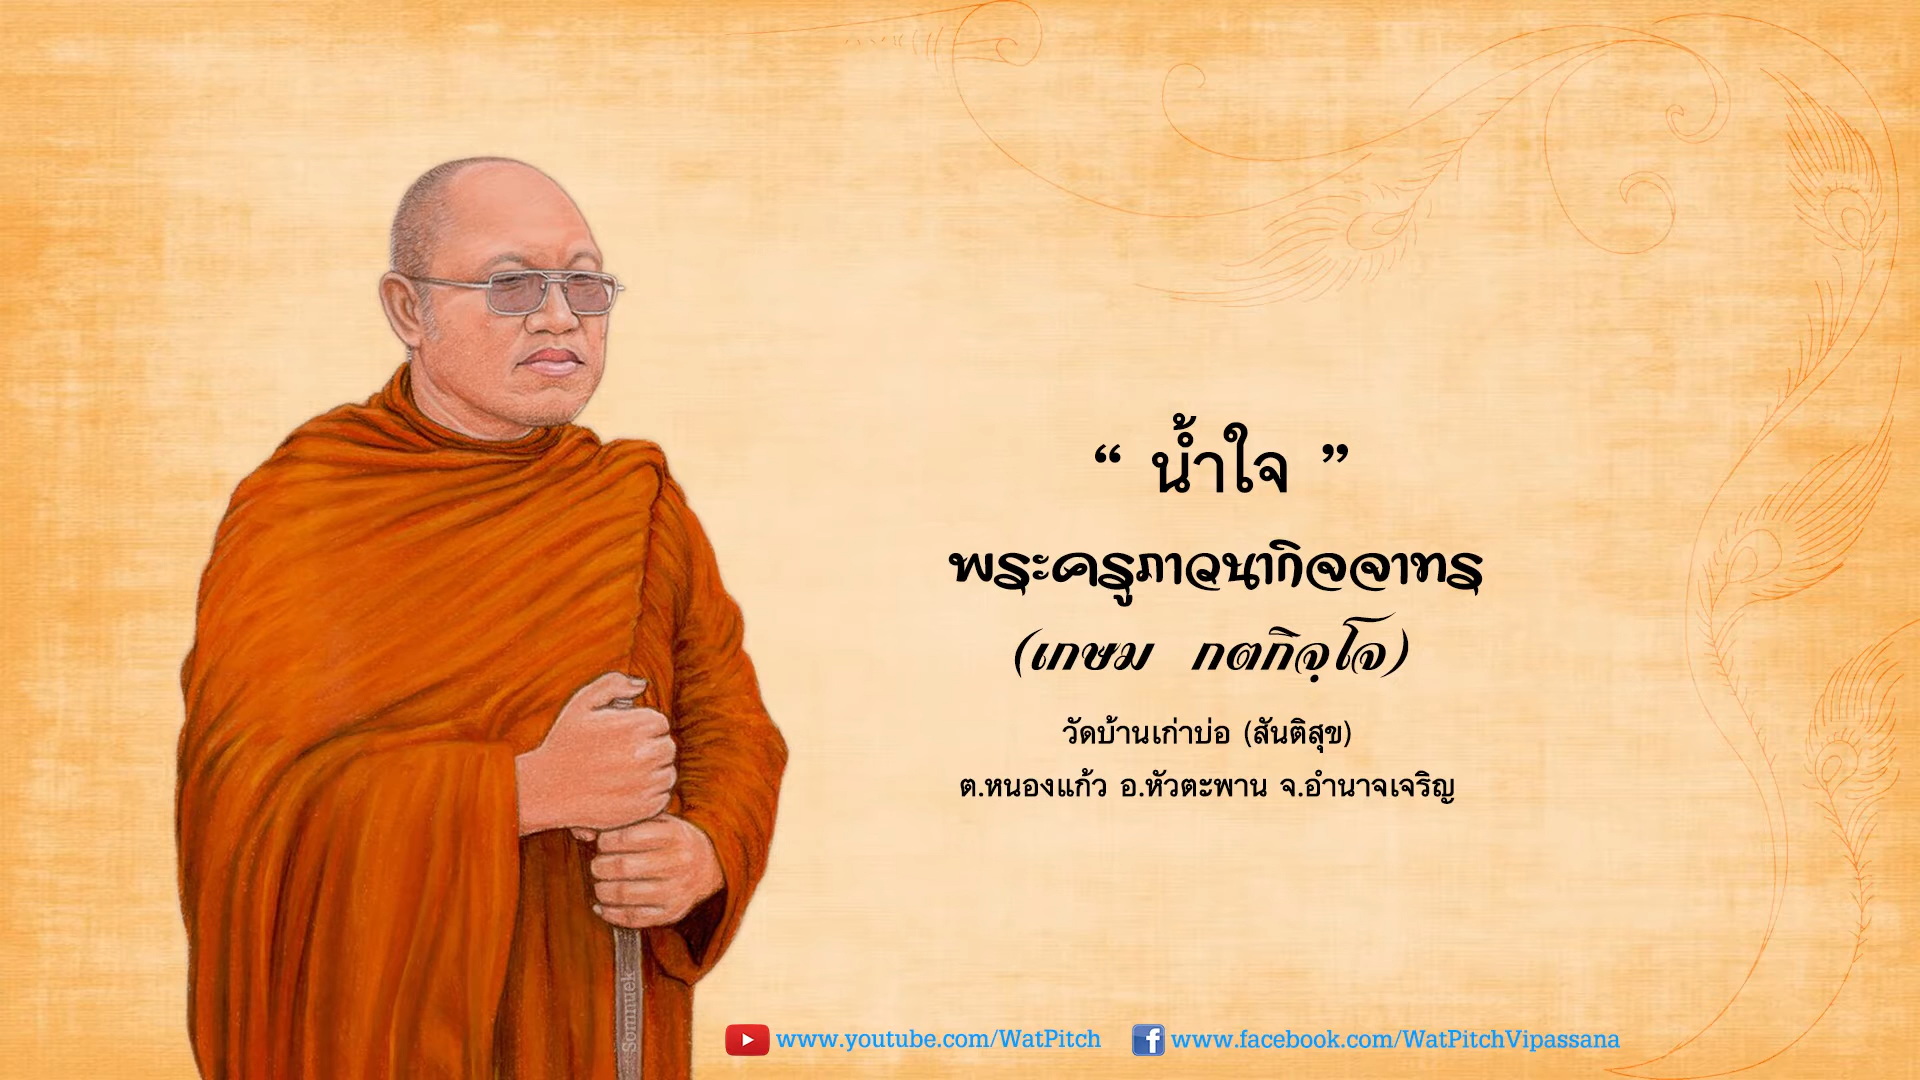 “ น้ำใจ ”
พระครูภาวนากิจจาทร
(เกษม กตกิจฺโจ)
วัดบ้านเก่าบ่อ (สันติสุข)
ต.หนองแก้ว อ.หัวตะพาน จ.อำนาจเจริญ
Somnuek
www.youtube.com/WatPitch www.facebook.com/WatPitchVipassana